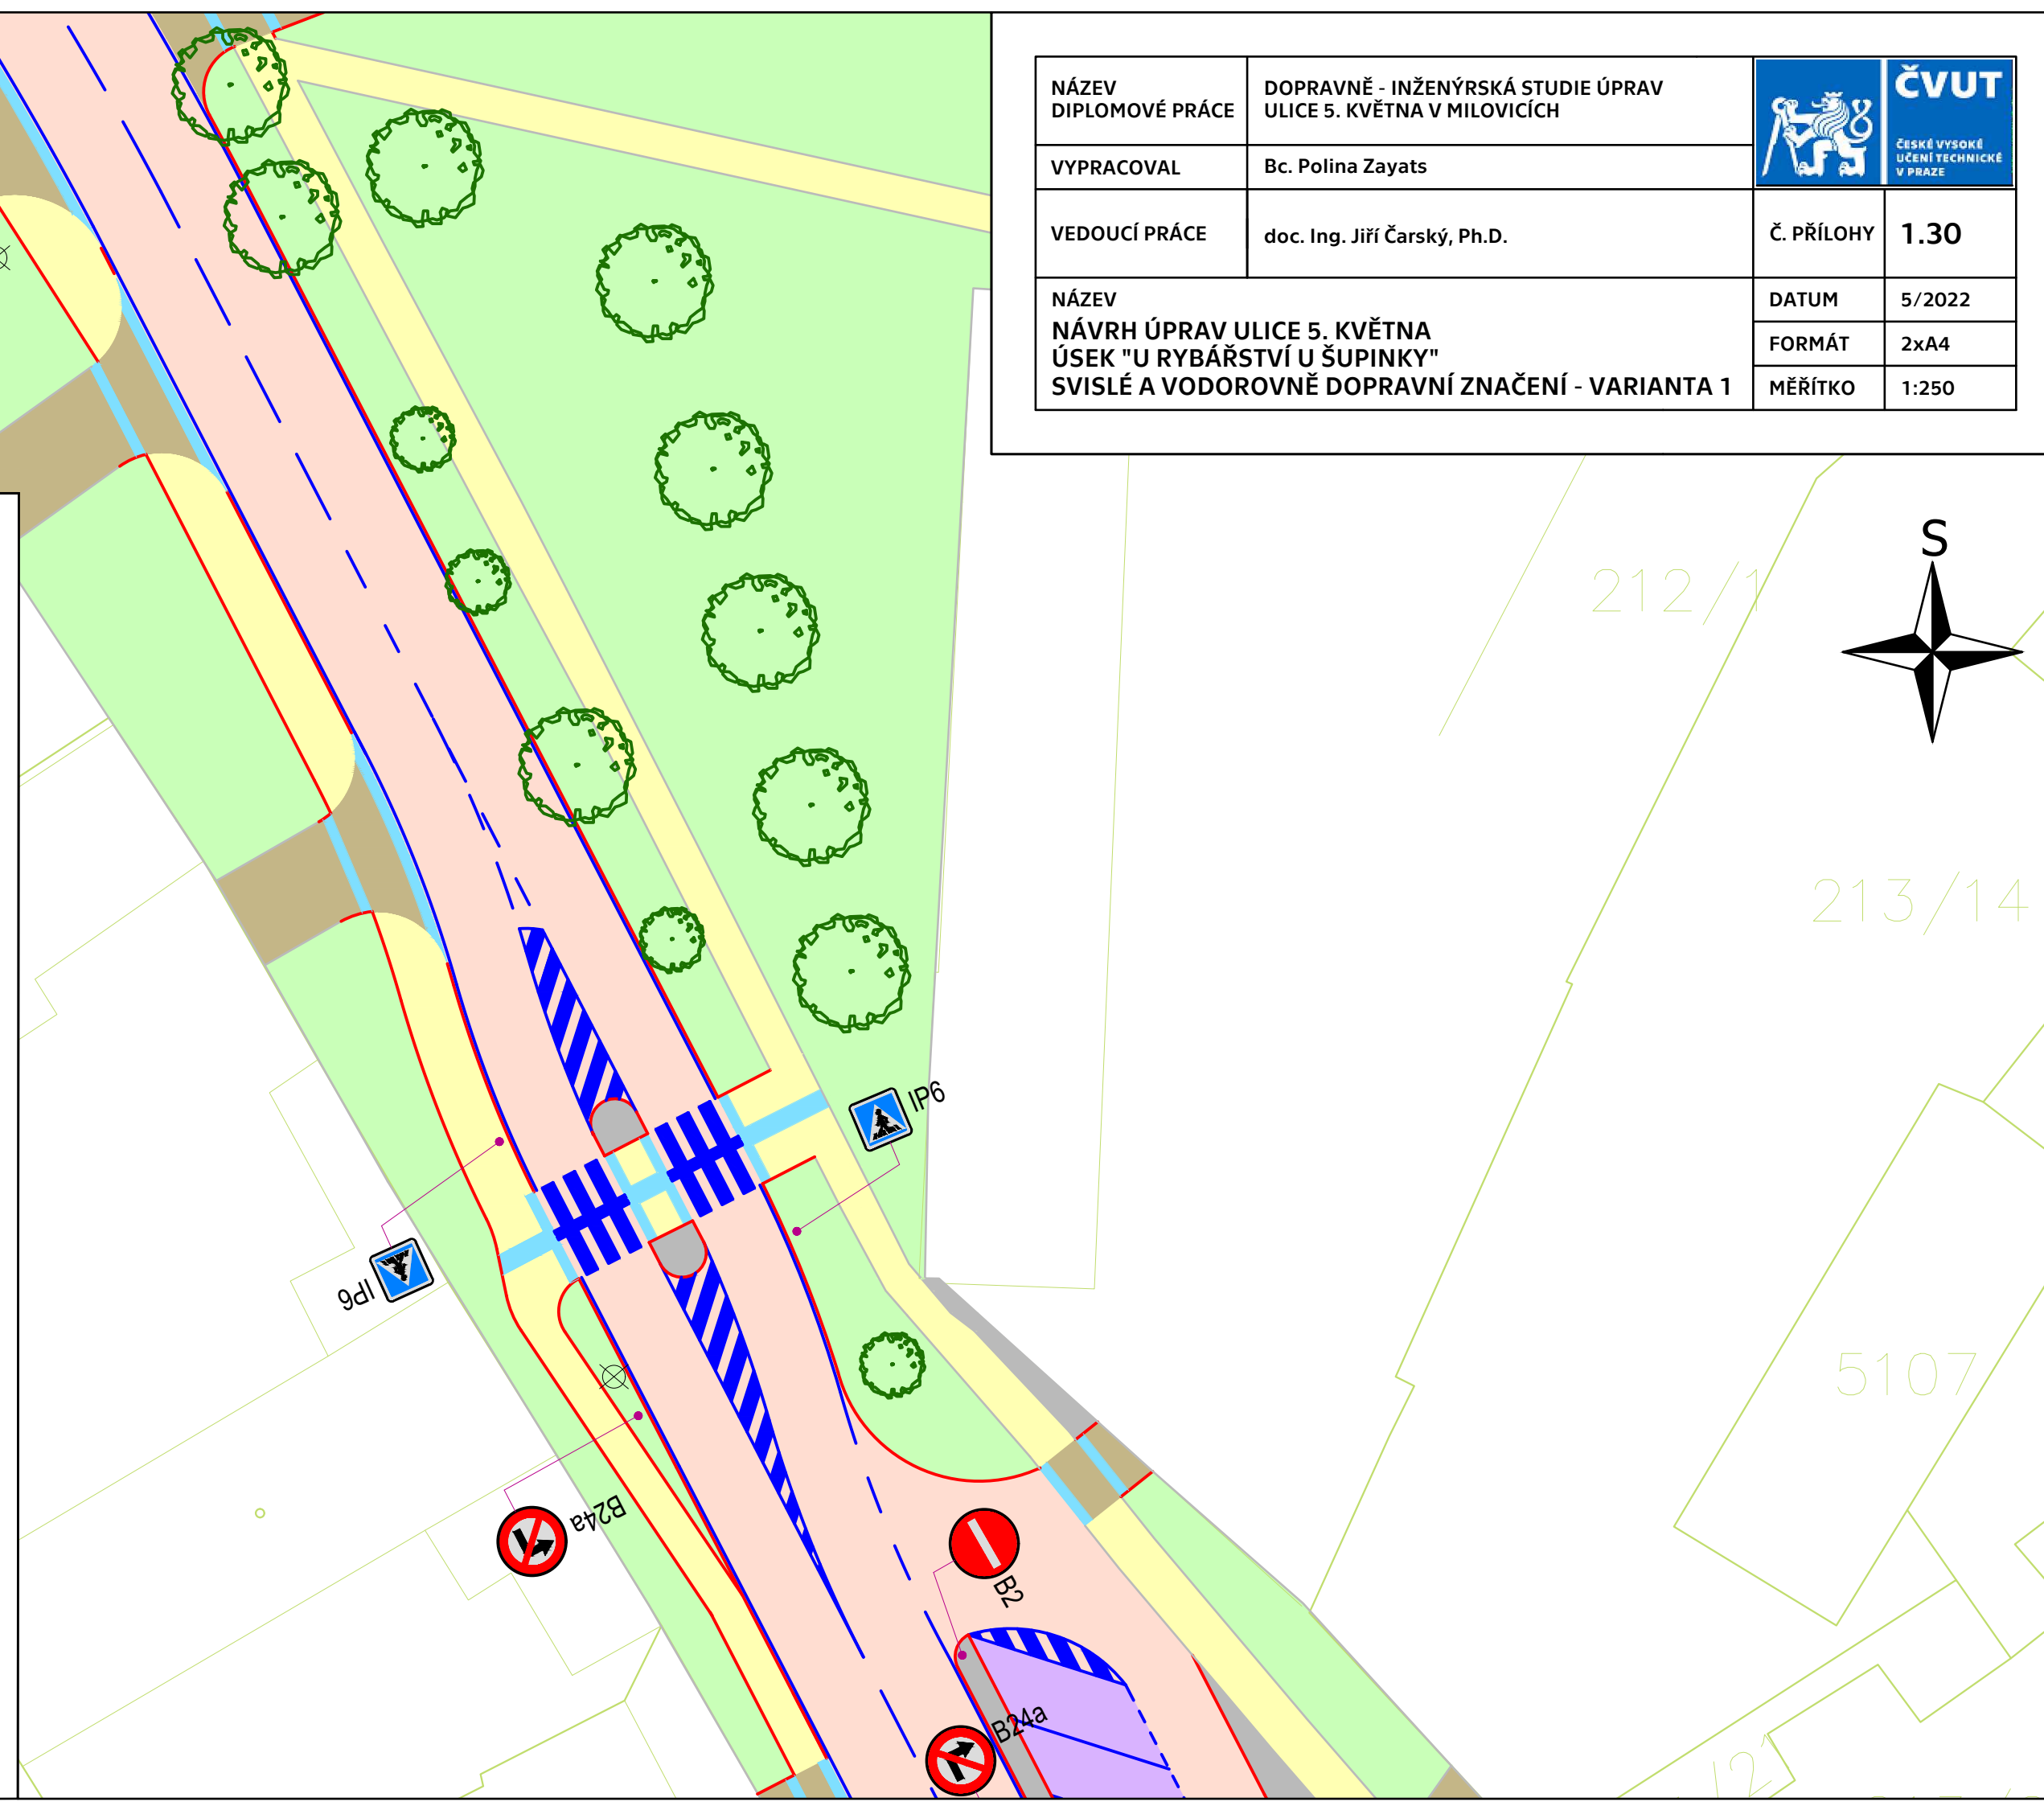 NÁZEV
DIPLOMOVÉ PRÁCE
DOPRAVNĚ - INŽENÝRSKÁ STUDIE ÚPRAV
ULICE 5. KVĚTNA V MILOVICÍCH
ČVUT
ČESKÉ VYSOKÉ
UČENÍ TECHNICKÉ
V PRAZE
VYPRACOVAL
Bc. Polina Zayats
VEDOUCÍ PRÁCE
doc. Ing. Jiří Čarský, Ph.D.
Č. PŘÍLOHY
1.30
NÁZEV
NÁVRH ÚPRAV ULICE 5. KVĚTNA
ÚSEK "U RYBÁŘSTVÍ U ŠUPINKY"
SVISLÉ A VODOROVNĚ DOPRAVNÍ ZNAČENÍ - VARIANTA 1
DATUM
5/2022
FORMÁT
2xA4
MĚŘÍTKO
1:250
S
212/1
213/14
IP6
IP6
5107
B24a
B2
B24a